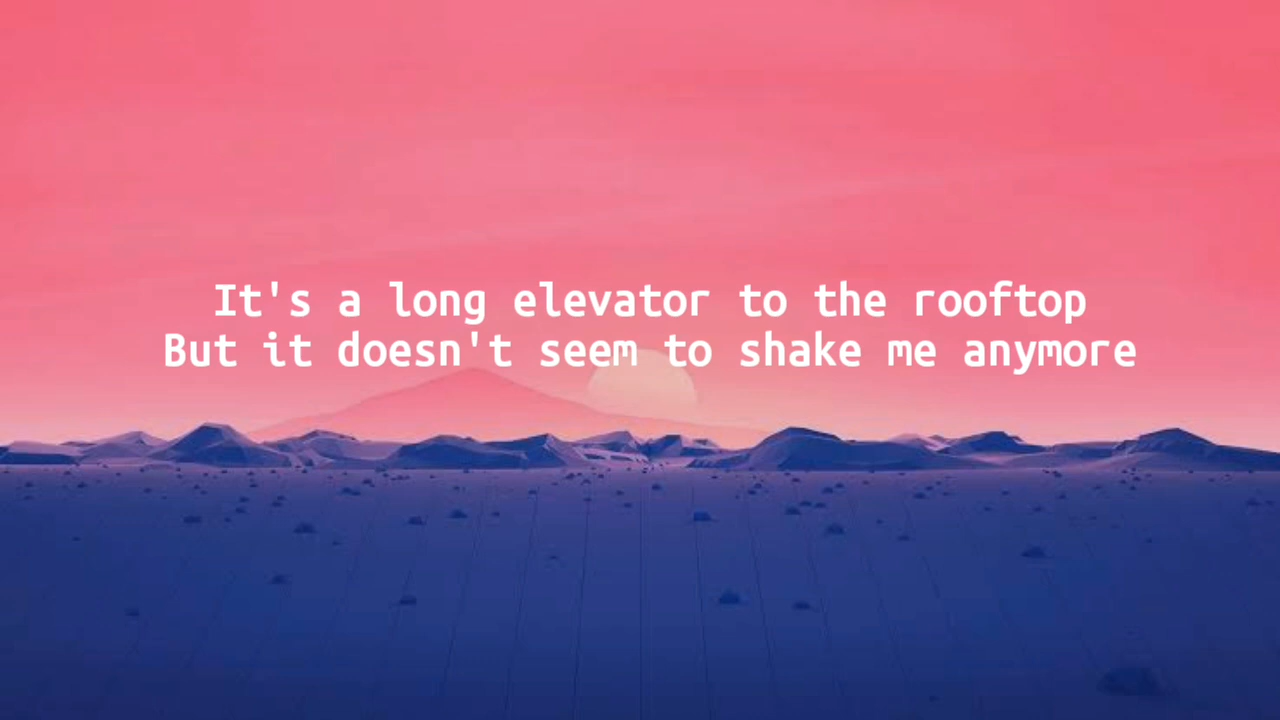 It's a long elevator to the rooftop
But it doesn't seem to shake me anymore